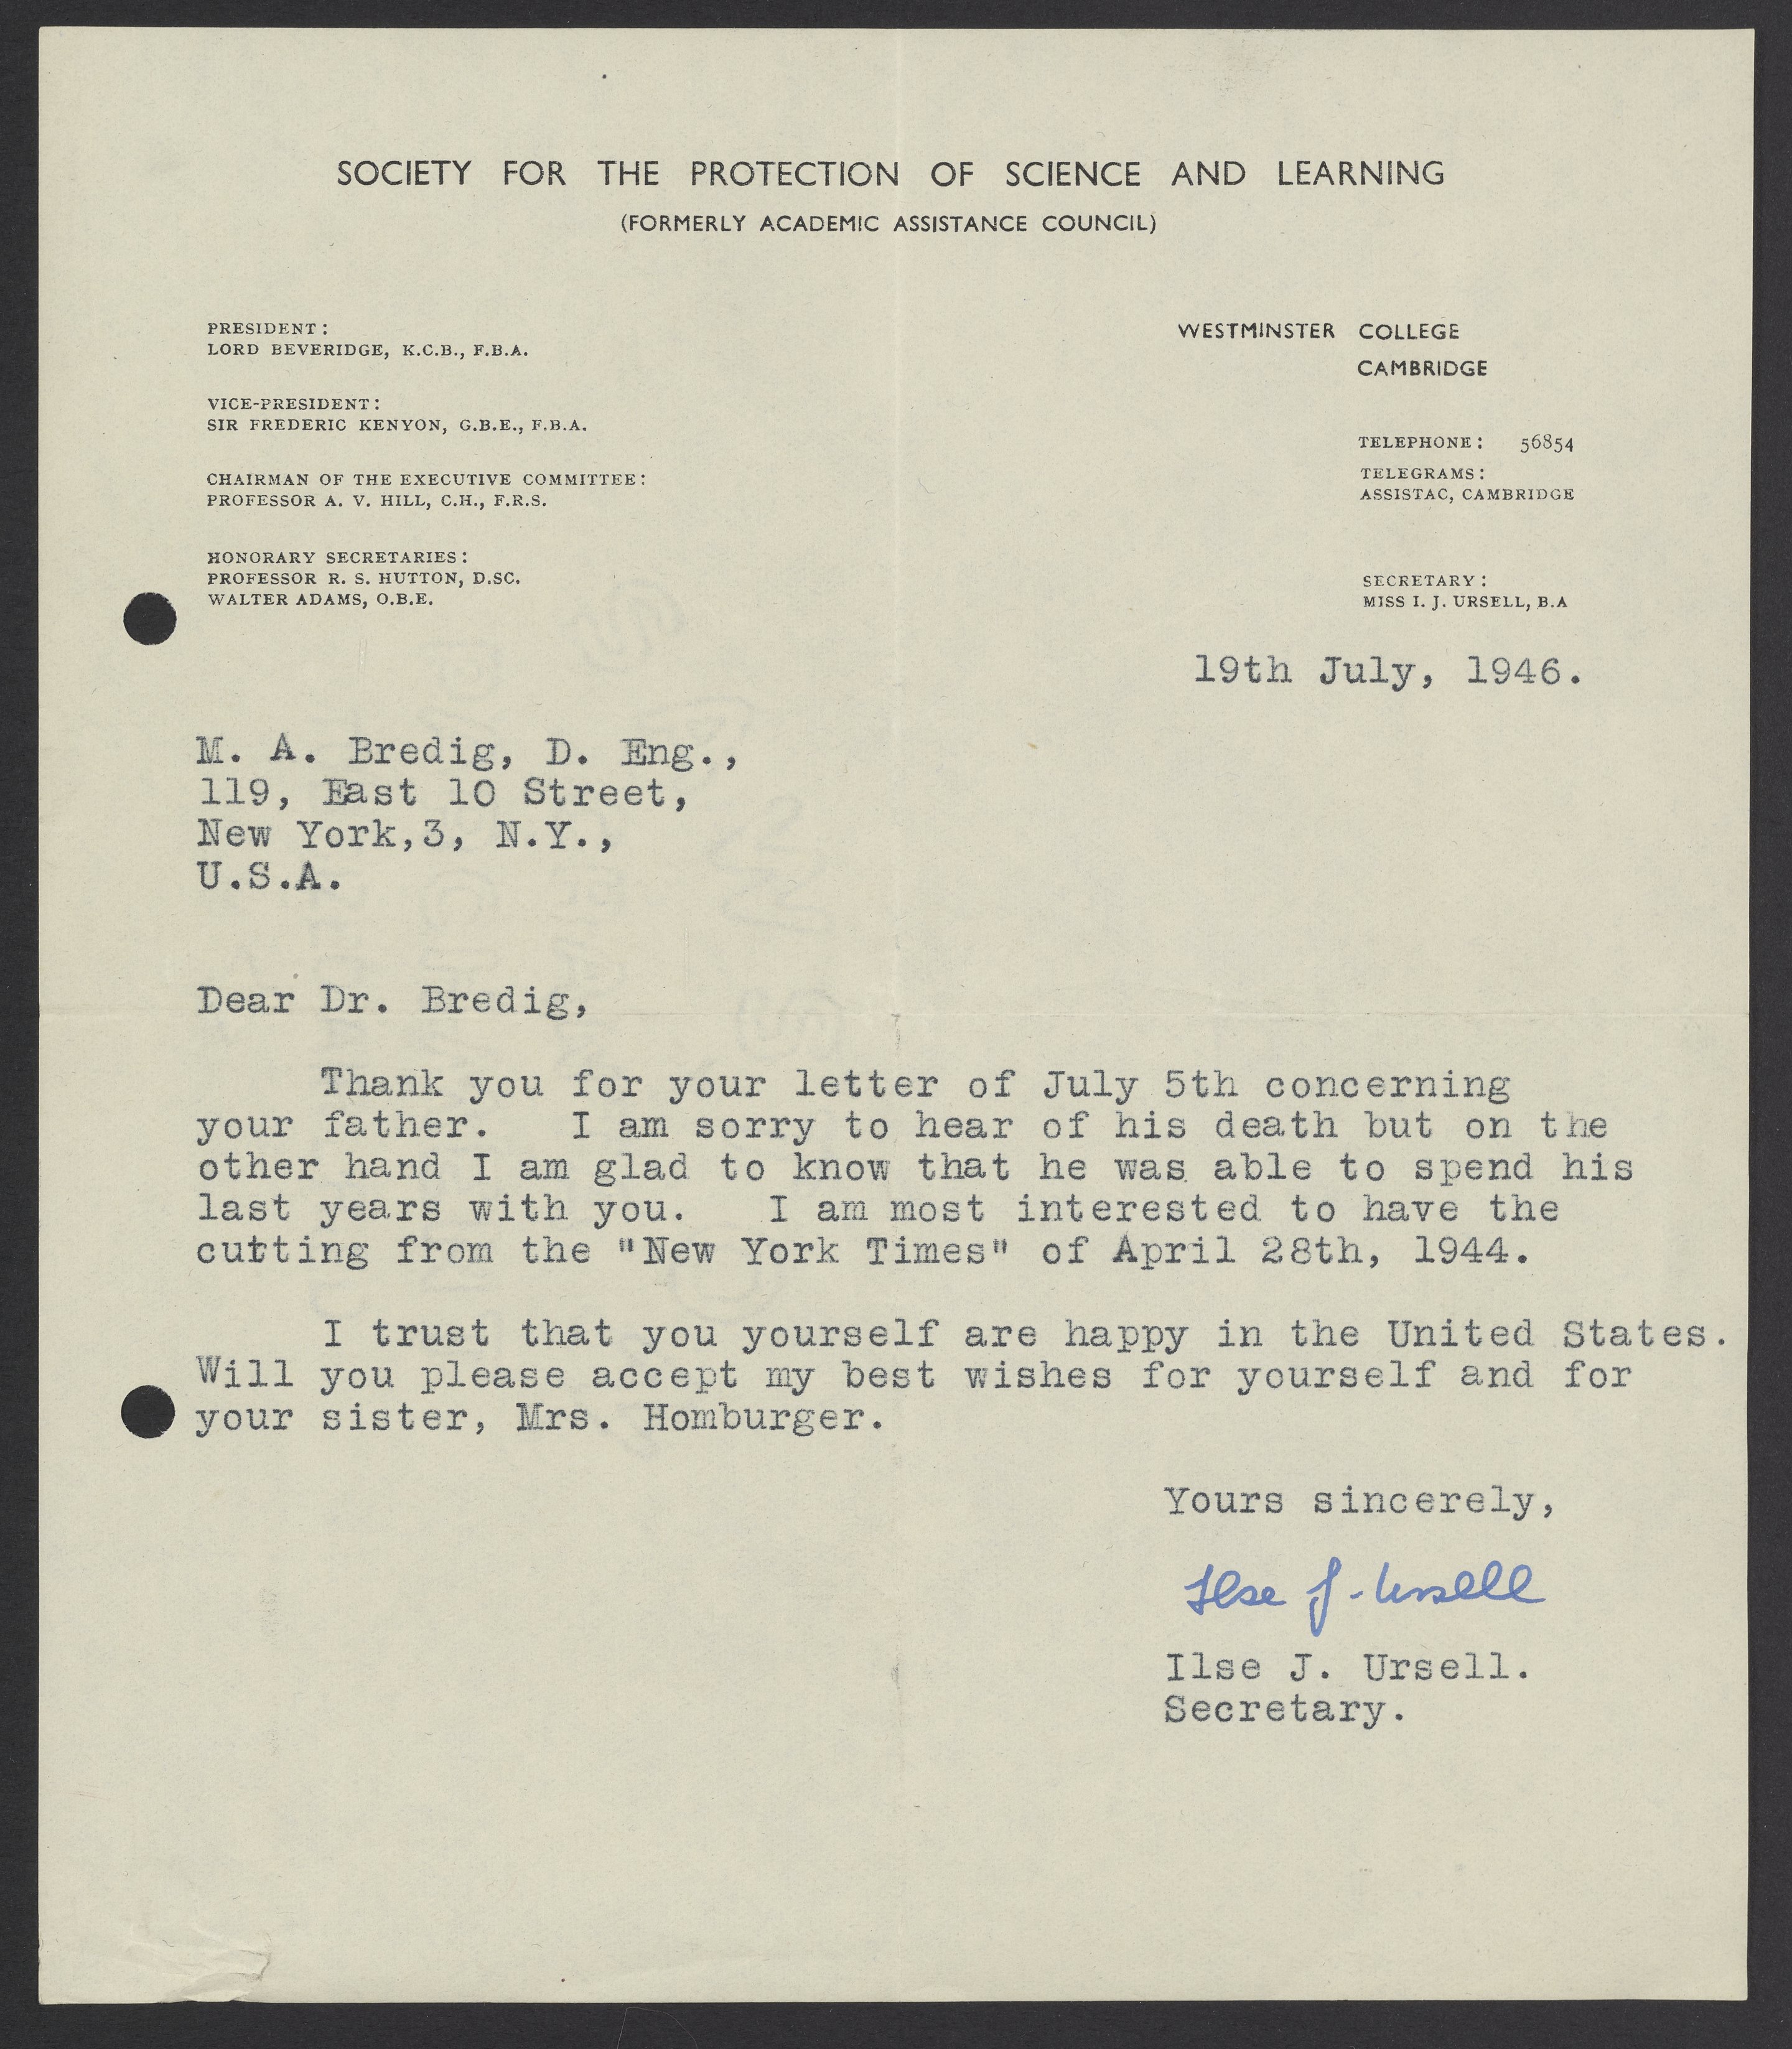 SOCIETY FOR THE PROTECTION OF SCIENCE AND LEARNING
(FORMERLY ACADEMIC ASSISTANCE COUNCIL)
PRESIDENT:
LORD BEVERIDGE, K.C.B., F.B.A.
VICE-PRESIDENT:
SIR FREDERIC KENYON, G.B.E., F.B.A.
CHAIRMAN OF THE EXECUTIVE COMMITTEE:
PROFESSOR A. V. HILL, C.H., F.R.S.
HONORARY SECRETARIES:
PROFESSOR R. S. HUTTON, D.SC.
WALTER ADAMS, O.B.E.
WESTMINSTER COLLEGE
CAMBRIDGE
TELEPHONE: 56854
TELEGRAMS:
ASSISTAC, CAMBRIDGE
SECRETARY:
MISS I. J. URSELL, B.A
19th July, 1946.
M. A. Bredig, D. Eng.,
119, East 10 Street,
New York,3, N.Y.,
U.S.A.
Dear Dr. Bredig,
Thank you for your letter of July 5th concerning
your father. I am sorry to hear of his death but on the
other hand I am glad to know that he was able to spend his
last years with you. I am most interested to have the
cutting from the "New York Times" of April 28th, 1944.
I trust that you yourself are happy in the United States.
Will you please accept my best wishes for yourself and for
your sister, Mrs. Homburger.
Yours sincerely,
Ilse J. Ursell
Ilse J. Ursell.
Secretary.